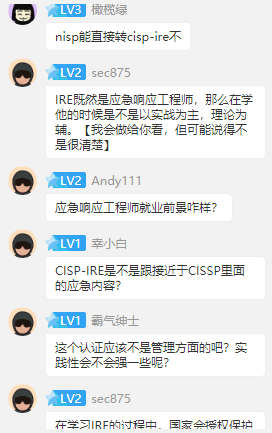 LV3 橄榄绿
nisp能直接转cisp-ire不
LV2 sec875
IRE既然是应急响应工程师，那么在学
他的时候是不是以实战为主，理论为
辅。【我会做给你看，但可能说得不
是很清楚】
LV2 Andy111
应急响应工程师就业前景咋样?
LV1 幸小白
CISP-IRE是不是跟接近于CISSP里面
的应急内容?
LV1 霸气绅士
这个认证应该不是管理方面的吧？实
践性会不会强一些呢?
LV2 sec875
在学习IRE的过程中，国家会授权保护